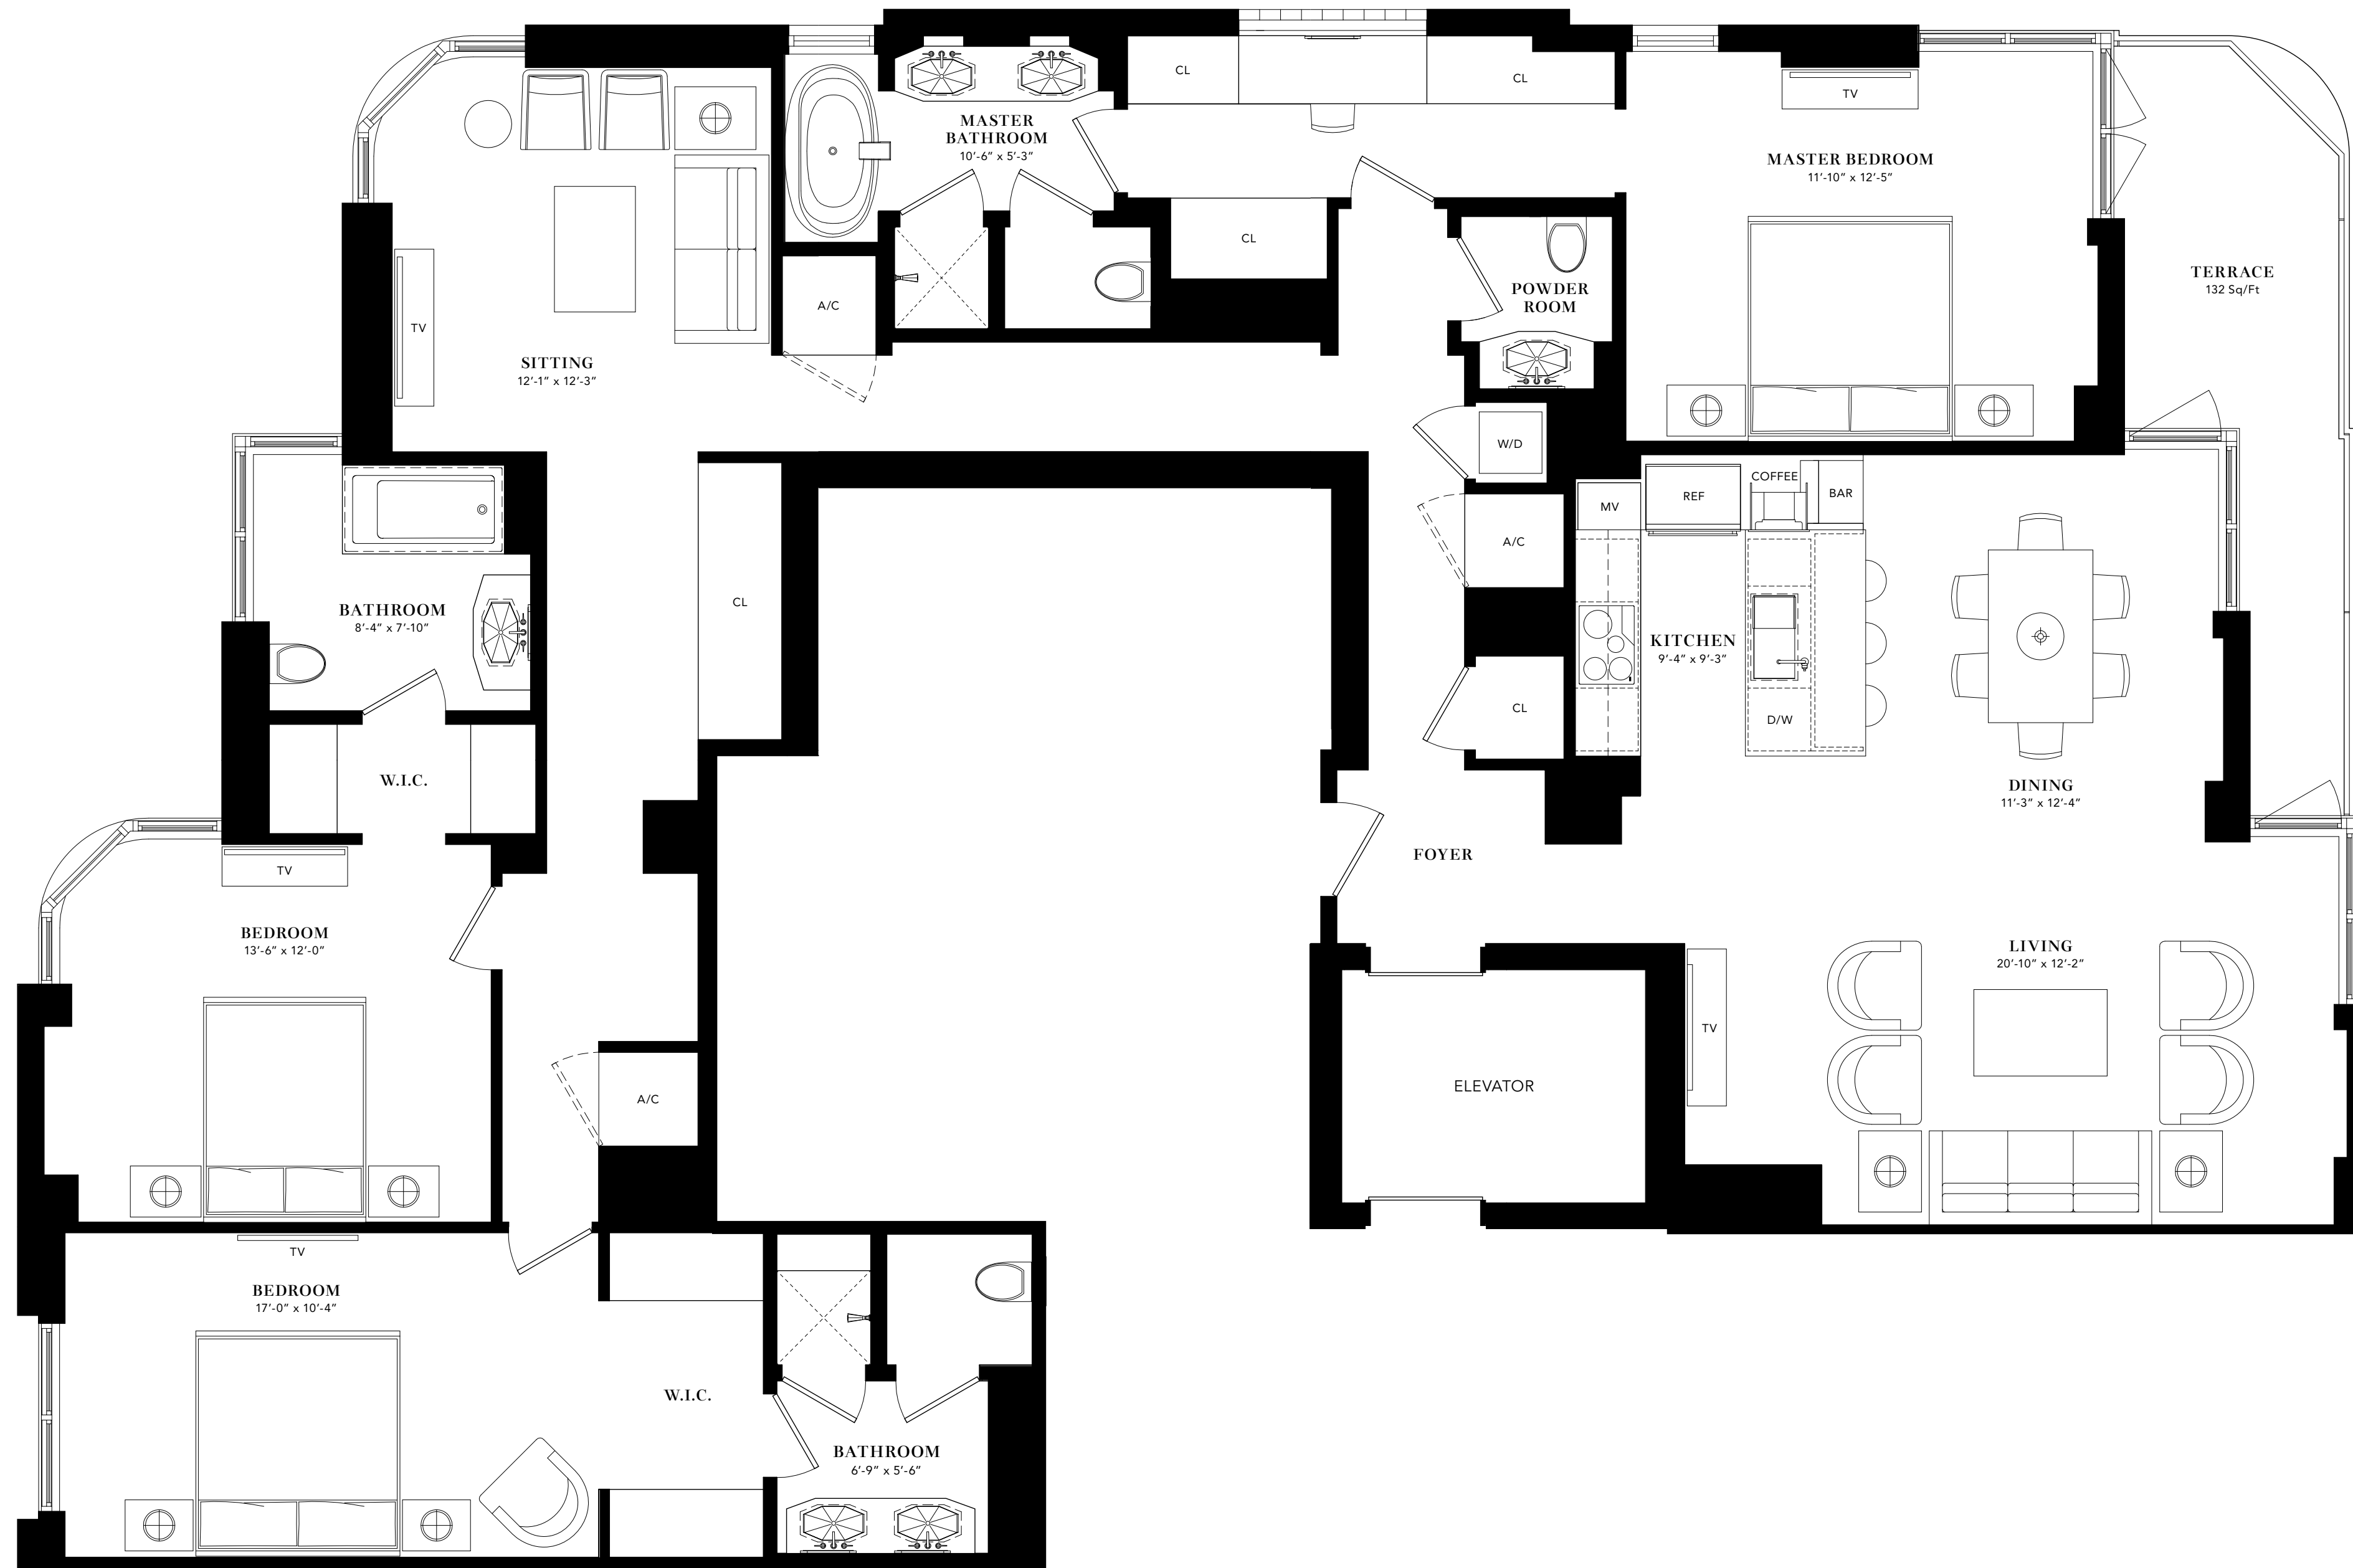 CL
CL
TV
MASTER
BATHROOM
10'-6" x 5'-3"
MASTER BEDROOM
11'-10" x 12'-5"
CL
TERRACE
132 Sq/Ft
POWDER
ROOM
A/C
TV
SITTING
12'-1" x 12'-3"
W/D
COFFEE
REF
BAR
MV
A/C
CL
BATHROOM
8'-4" x 7'-10"
KITCHEN
9'-4" x 9'-3"
CL
D/W
W.I.C.
DINING
11'-3" x 12'-4"
FOYER
TV
BEDROOM
13'-6" x 12'-0"
LIVING
20'-10" x 12'-2"
TV
ELEVATOR
A/C
TV
BEDROOM
17'-0" x 10'-4"
W.I.C.
BATHROOM
6'-9" x 5'-6"